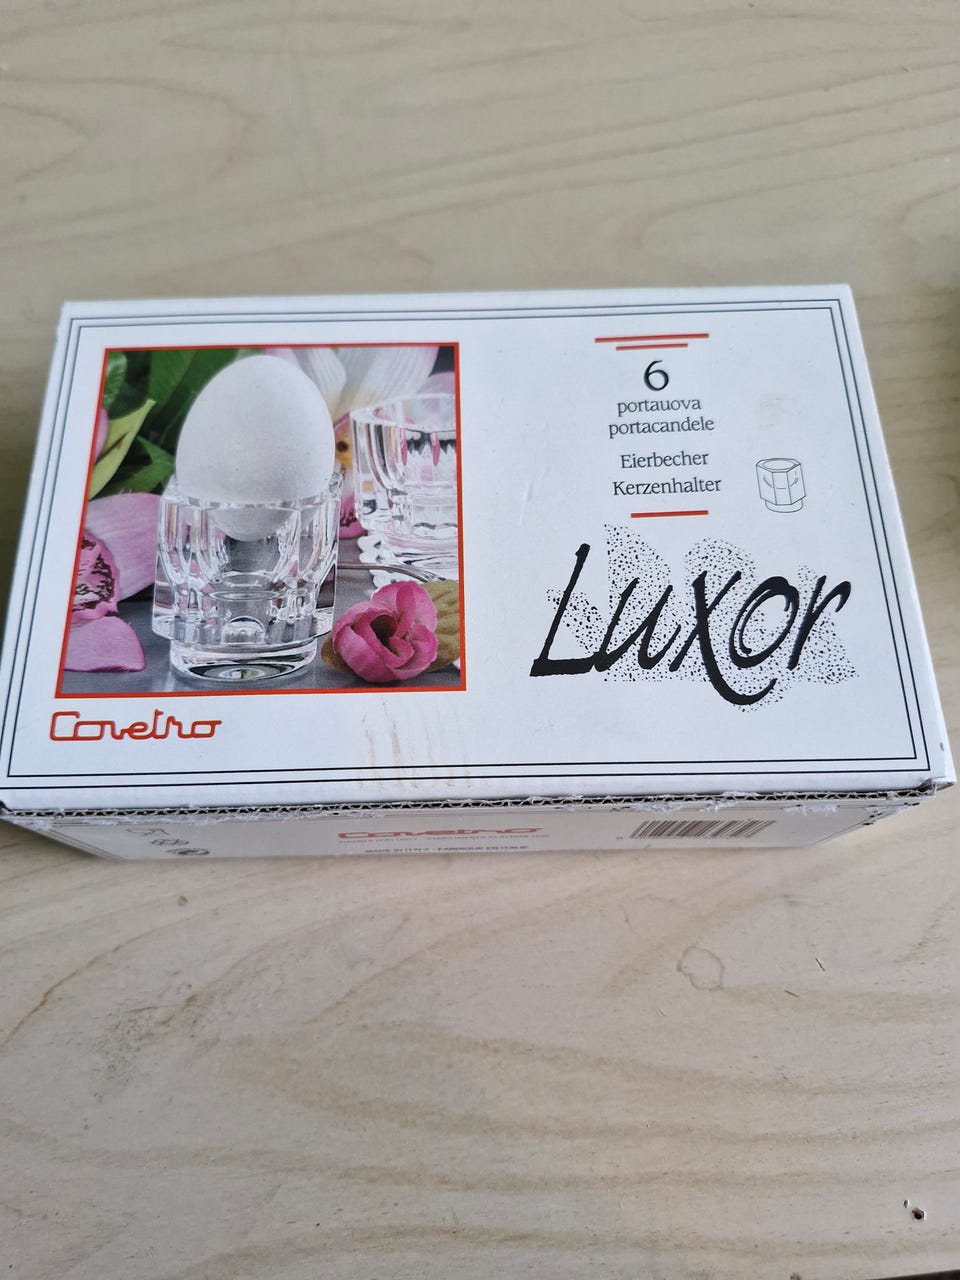 6
portauova
portacandele
Eierbecher
Kerzenhalter
Luxor
Covetro
Covetro